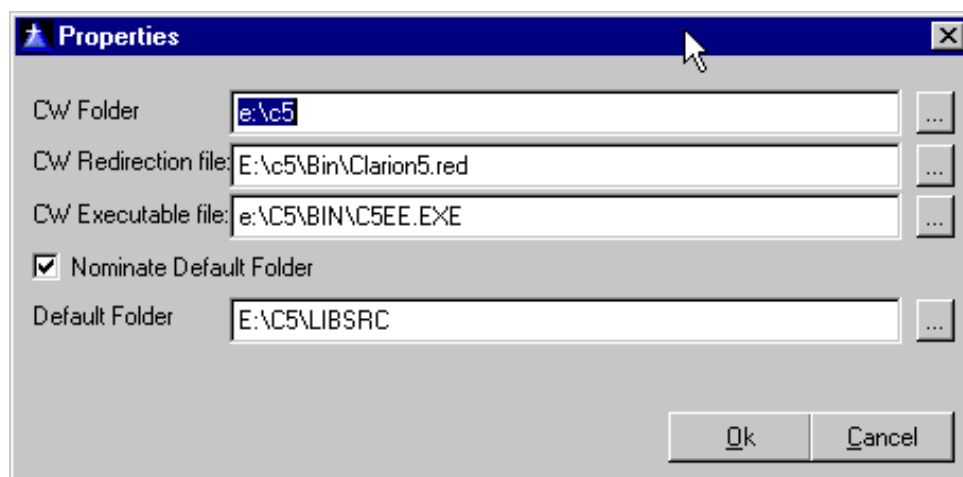 Properties
CW Folder e:\c5 ...
CW Redirection file: E:\c5\Bin\Clarion5.red ...
CW Executable file: e:\C5\BIN\C5EE.EXE ...
Nominate Default Folder
Default Folder E:\C5\LIBSRC ...
Ok Cancel